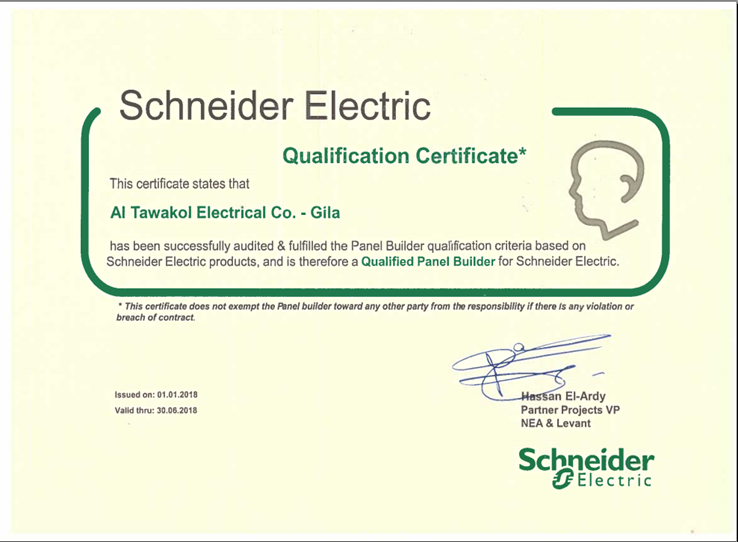 Schneider Electric
Qualification Certificate*
This certificate states that
Al Tawakol Electrical Co. - Gila
has been successfully audited & fulfilled the Panel Builder qualification criteria based on
Schneider Electric products, and is therefore a Qualified Panel Builder for Schneider Electric.
* This certificate does not exempt the Panel builder toward any other party from the responsibility if there is any violation or
breach of contract.
Issued on: 01.01.2018
Valid thru: 30.06.2018
Hassan El-Ardy
Partner Projects VP
NEA & Levant
Schneider
Electric